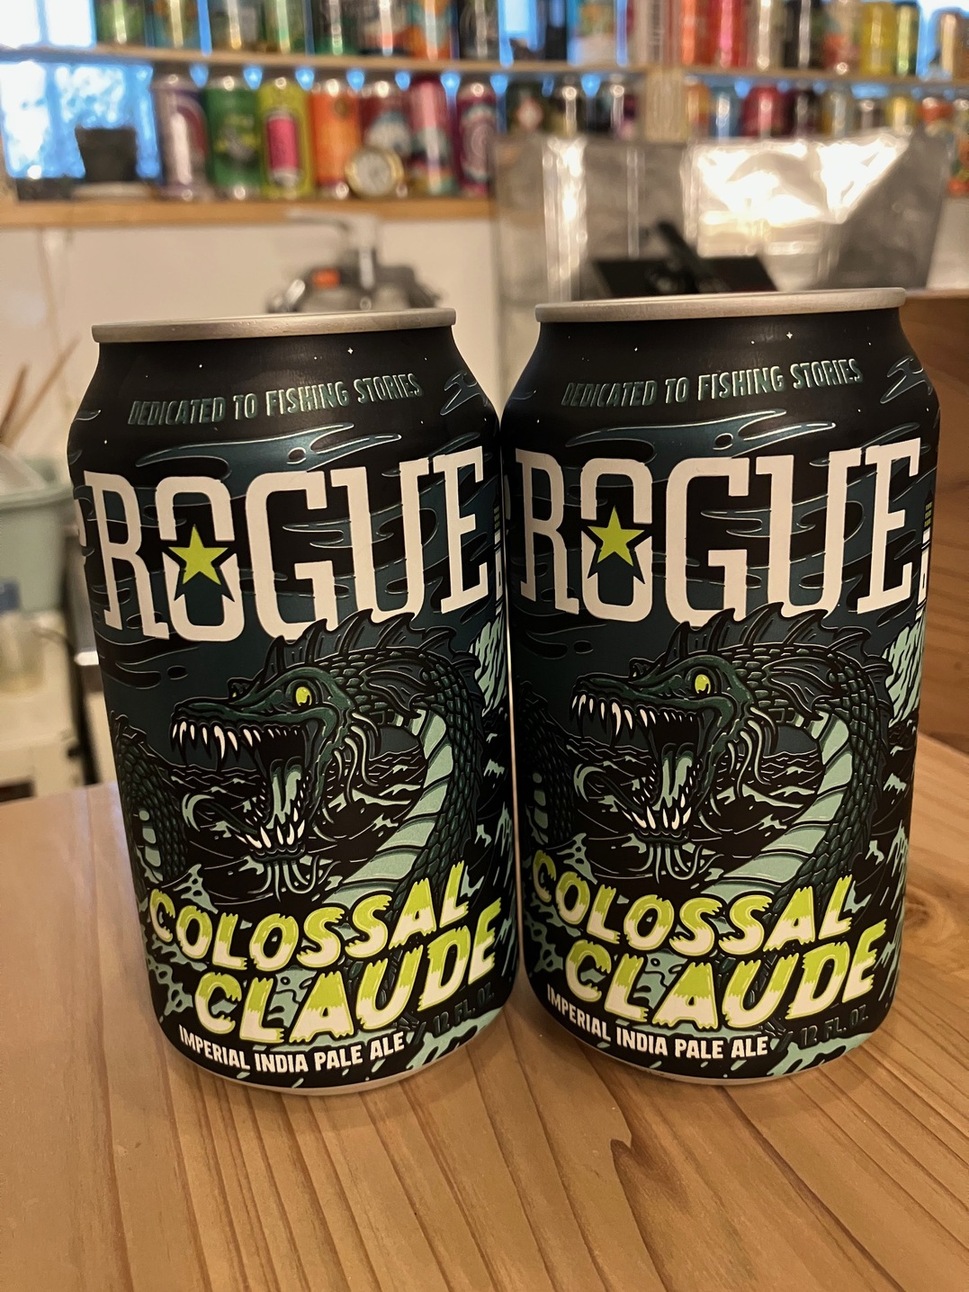 DEDICATED TO FISHING STORIES
ROGUE
COLOSSAL
CLAUDE
IMPERIAL INDIA PALE ALE
12 FL. OZ.
DEDICATED TO FISHING STORIES
ROGUE
COLOSSAL
CLAUDE
IMPERIAL INDIA PALE ALE
12 FL. OZ.